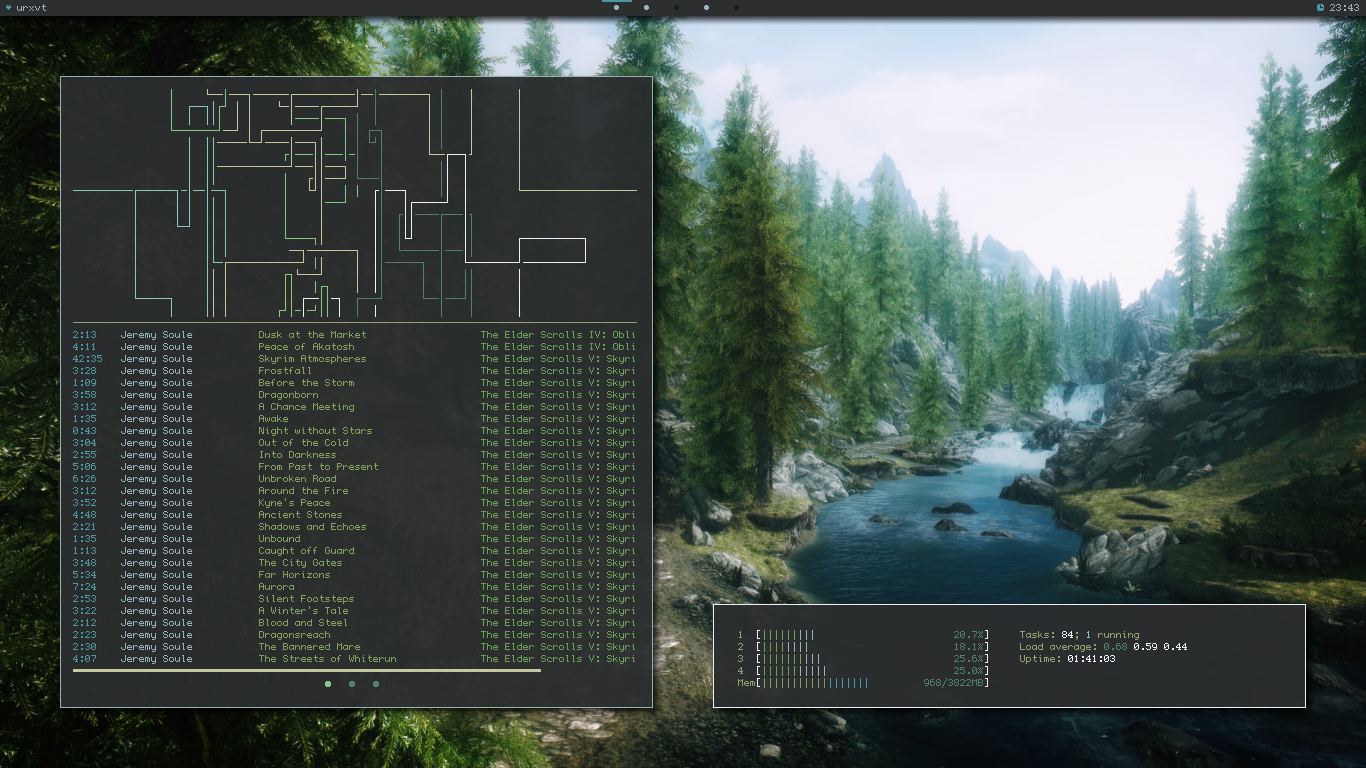 urxvt
23:43
2:13 Jeremy Soule Dusk at the Market The Elder Scrolls IV: Obli
4:11 Jeremy Soule Peace of Akatosh The Elder Scrolls IV: Obli
42:35 Jeremy Soule Skyrim Atmospheres The Elder Scrolls V: Skyri
3:28 Jeremy Soule Frostfall The Elder Scrolls V: Skyri
1:09 Jeremy Soule Before the Storm The Elder Scrolls V: Skyri
3:58 Jeremy Soule Dragonborn The Elder Scrolls V: Skyri
3:12 Jeremy Soule A Chance Meeting The Elder Scrolls V: Skyri
1:35 Jeremy Soule Awake The Elder Scrolls V: Skyri
0:43 Jeremy Soule Night without Stars The Elder Scrolls V: Skyri
3:04 Jeremy Soule Out of the Cold The Elder Scrolls V: Skyri
2:55 Jeremy Soule Into Darkness The Elder Scrolls V: Skyri
5:06 Jeremy Soule From Past to Present The Elder Scrolls V: Skyri
6:26 Jeremy Soule Unbroken Road The Elder Scrolls V: Skyri
3:12 Jeremy Soule Around the Fire The Elder Scrolls V: Skyri
3:52 Jeremy Soule Kyne's Peace The Elder Scrolls V: Skyri
4:48 Jeremy Soule Ancient Stones The Elder Scrolls V: Skyri
2:21 Jeremy Soule Shadows and Echoes The Elder Scrolls V: Skyri
1:35 Jeremy Soule Unbound The Elder Scrolls V: Skyri
1:13 Jeremy Soule Caught off Guard The Elder Scrolls V: Skyri
3:48 Jeremy Soule The City Gates The Elder Scrolls V: Skyri
5:34 Jeremy Soule Far Horizons The Elder Scrolls V: Skyri
7:24 Jeremy Soule Aurora The Elder Scrolls V: Skyri
2:53 Jeremy Soule Silent Footsteps The Elder Scrolls V: Skyri
3:22 Jeremy Soule A Winter's Tale The Elder Scrolls V: Skyri
2:12 Jeremy Soule Blood and Steel The Elder Scrolls V: Skyri
2:23 Jeremy Soule Dragonsreach The Elder Scrolls V: Skyri
2:30 Jeremy Soule The Bannered Mare The Elder Scrolls V: Skyri
4:07 Jeremy Soule The Streets of Whiterun The Elder Scrolls V: Skyri
1 [||||||||| 20.7%] Tasks: 84; 1 running
2 [|||||||| 18.1%] Load average: 0.68 0.59 0.44
3 [|||||||||| 25.6%] Uptime: 01:41:03
4 [||||||||||| 25.0%]
Mem[|||||||||||||||||| 968/3822MB]